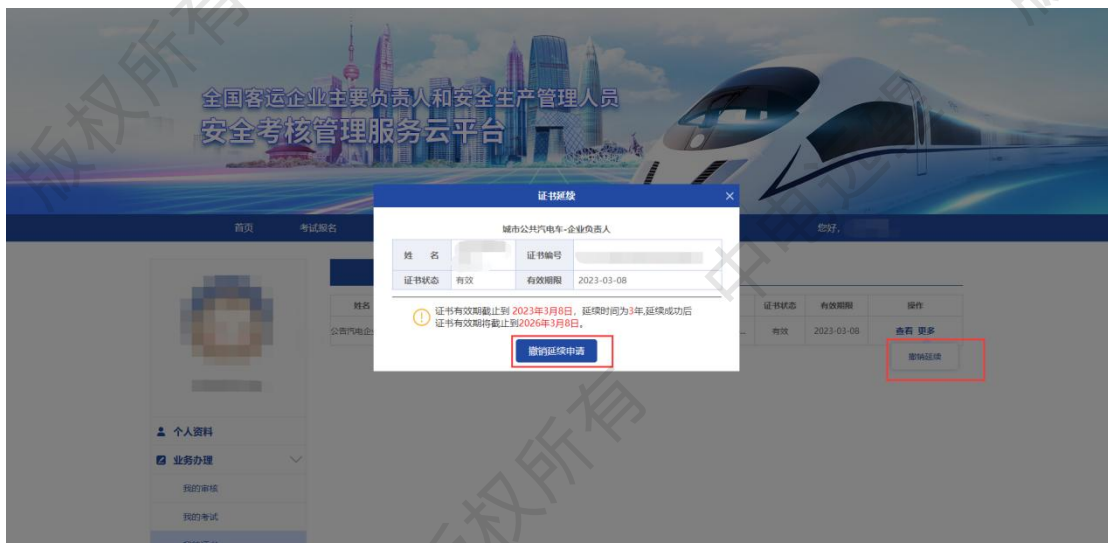 全国客运企业主要负责人和安全生产管理人员
安全考核管理服务云平台
首页 考试报名 您好,
证书延续 ×
城市公共汽电车-企业负责人
姓 名 证书编号
证书状态 有效 有效期限 2023-03-08
证书有效期截止到 2023年3月8日, 延续时间为3年,延续成功后
证书有效期将截止到2026年3月8日。
撤销延续申请
姓名 证书状态 有效期限 操作
公共汽电企- ... 有效 2023-03-08 查看 更多
撤销延续
个人资料
业务办理
我的审核
我的考试
版权所有
版权所有